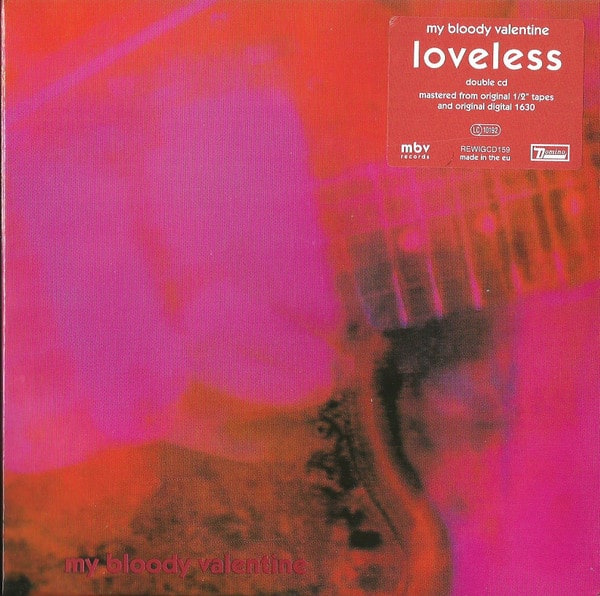 my bloody valentine
loveless
double cd
mastered from original 1/2" tapes
and original digital 1630
LC 10192
mbv
records
REWIGCD159
made in the eu
Domino
my bloody valentine